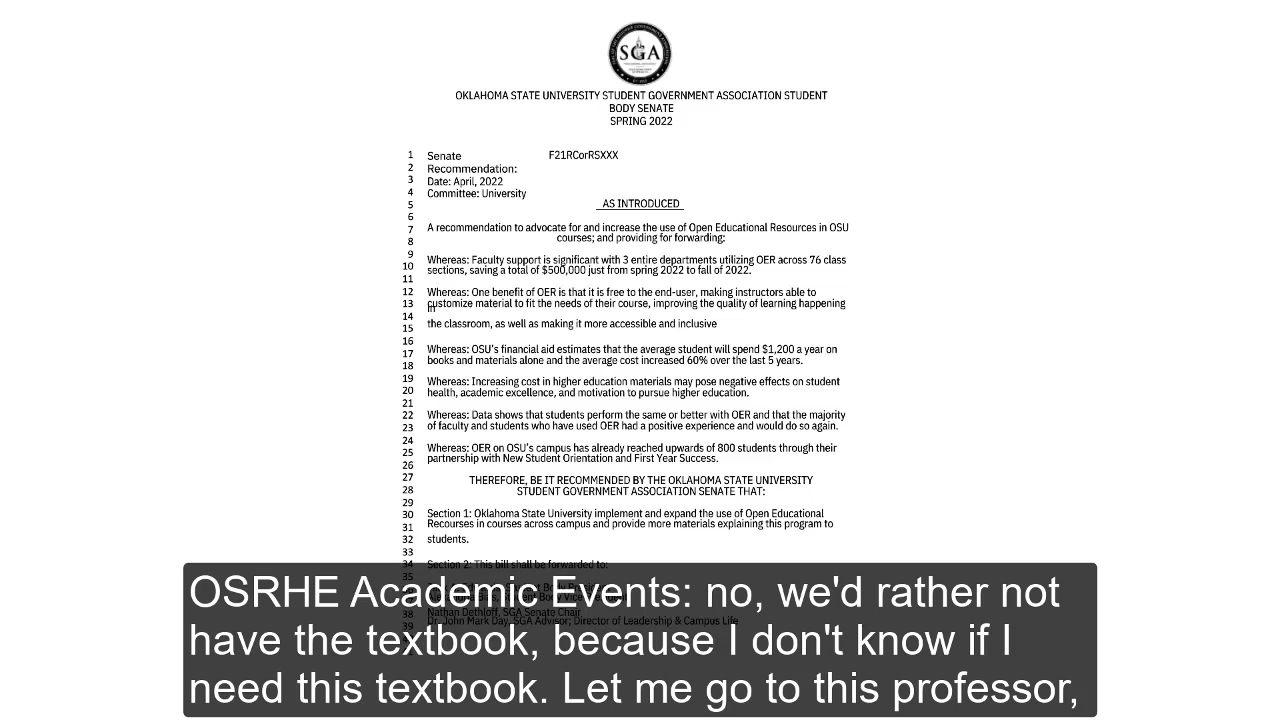 SGA
OKLAHOMA STATE UNIVERSITY STUDENT GOVERNMENT ASSOCIATION STUDENT
BODY SENATE
SPRING 2022
1 Senate F21RCorRSXXX
2 Recommendation:
3 Date: April, 2022
4 Committee: University
5 AS INTRODUCED
6
7 A recommendation to advocate for and increase the use of Open Educational Resources in OSU
8 courses; and providing for forwarding:
9 Whereas: Faculty support is significant with 3 entire departments utilizing OER across 76 class
10 sections, saving a total of $500,000 just from spring 2022 to fall of 2022.
11
12 Whereas: One benefit of OER is that it is free to the end-user, making instructors able to
13 customize material to fit the needs of their course, improving the quality of learning happening
in
14
15 the classroom, as well as making it more accessible and inclusive
16
17 Whereas: OSU's financial aid estimates that the average student will spend $1,200 a year on
18 books and materials alone and the average cost increased 60% over the last 5 years.
19 Whereas: Increasing cost in higher education materials may pose negative effects on student
20 health, academic excellence, and motivation to pursue higher education.
21
22 Whereas: Data shows that students perform the same or better with OER and that the majority
23 of faculty and students who have used OER had a positive experience and would do so again.
24
25 Whereas: OER on OSU's campus has already reached upwards of 800 students through their
26 partnership with New Student Orientation and First Year Success.
27 THEREFORE, BE IT RECOMMENDED BY THE OKLAHOMA STATE UNIVERSITY
28 STUDENT GOVERNMENT ASSOCIATION SENATE THAT:
29
30 Section 1: Oklahoma State University implement and expand the use of Open Educational
31 Recourses in courses across campus and provide more materials explaining this program to
32 students.
33
34 Section 2: This bill shall be forwarded to:
35
38 Nathan Dethloff, SGA Senate Chair
39 Dr. John Mark Day, SGA Advisor; Director of Leadership & Campus Life
OSRHE Academic Events: no, we'd rather not
have the textbook, because I don't know if I
need this textbook. Let me go to this professor,